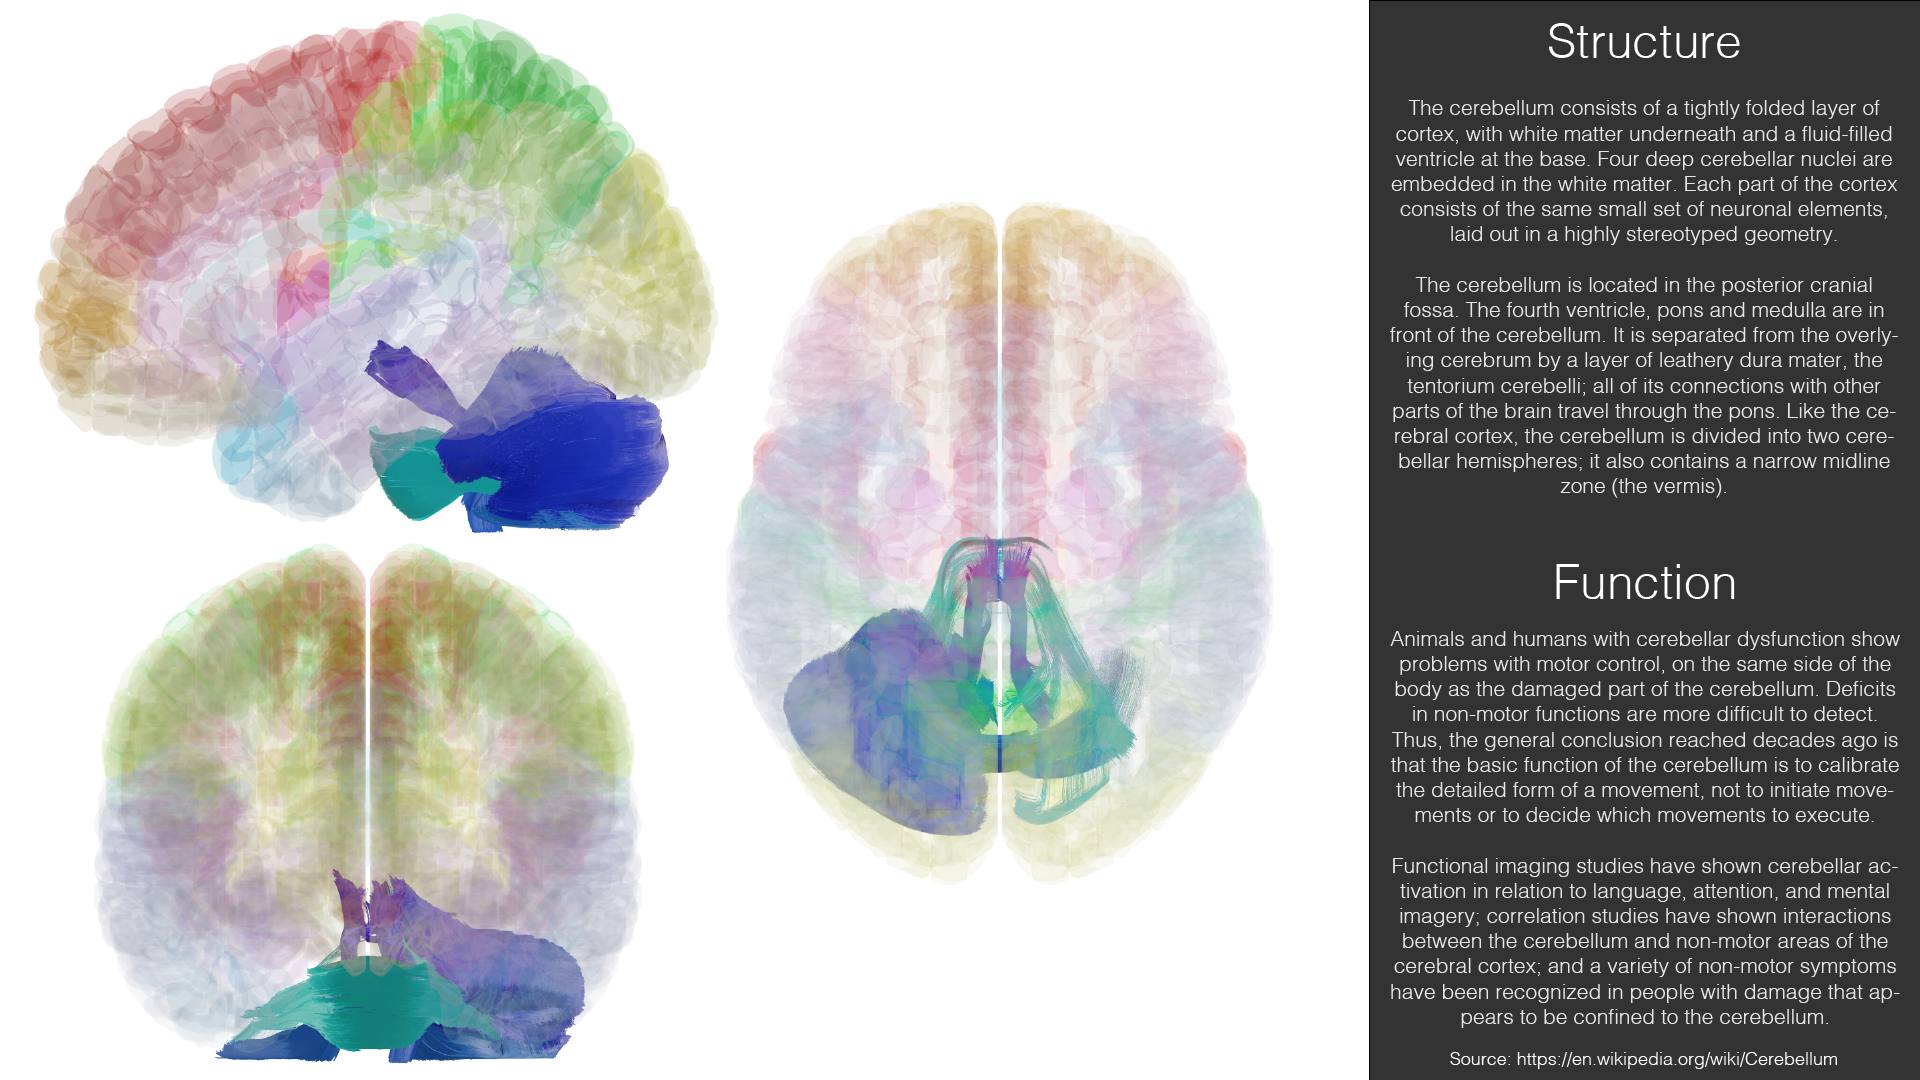 Structure
The cerebellum consists of a tightly folded layer of
cortex, with white matter underneath and a fluid-filled
ventricle at the base. Four deep cerebellar nuclei are
embedded in the white matter. Each part of the cortex
consists of the same small set of neuronal elements,
laid out in a highly stereotyped geometry.
The cerebellum is located in the posterior cranial
fossa. The fourth ventricle, pons and medulla are in
front of the cerebellum. It is separated from the overly-
ing cerebrum by a layer of leathery dura mater, the
tentorium cerebelli; all of its connections with other
parts of the brain travel through the pons. Like the ce-
rebral cortex, the cerebellum is divided into two cere-
bellar hemispheres; it also contains a narrow midline
zone (the vermis).
Function
Animals and humans with cerebellar dysfunction show
problems with motor control, on the same side of the
body as the damaged part of the cerebellum. Deficits
in non-motor functions are more difficult to detect.
Thus, the general conclusion reached decades ago is
that the basic function of the cerebellum is to calibrate
the detailed form of a movement, not to initiate move-
ments or to decide which movements to execute.
Functional imaging studies have shown cerebellar ac-
tivation in relation to language, attention, and mental
imagery; correlation studies have shown interactions
between the cerebellum and non-motor areas of the
cerebral cortex; and a variety of non-motor symptoms
have been recognized in people with damage that ap-
pears to be confined to the cerebellum.
Source: https://en.wikipedia.org/wiki/Cerebellum